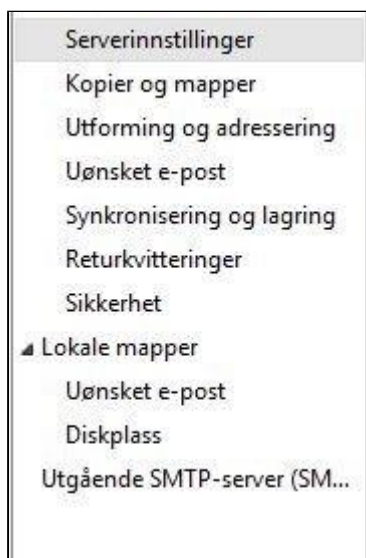 Serverinnstillinger
Kopier og mapper
Utforming og adressering
Uønsket e-post
Synkronisering og lagring
Returkvitteringer
Sikkerhet
Lokale mapper
Uønsket e-post
Diskplass
Utgående SMTP-server (SM...